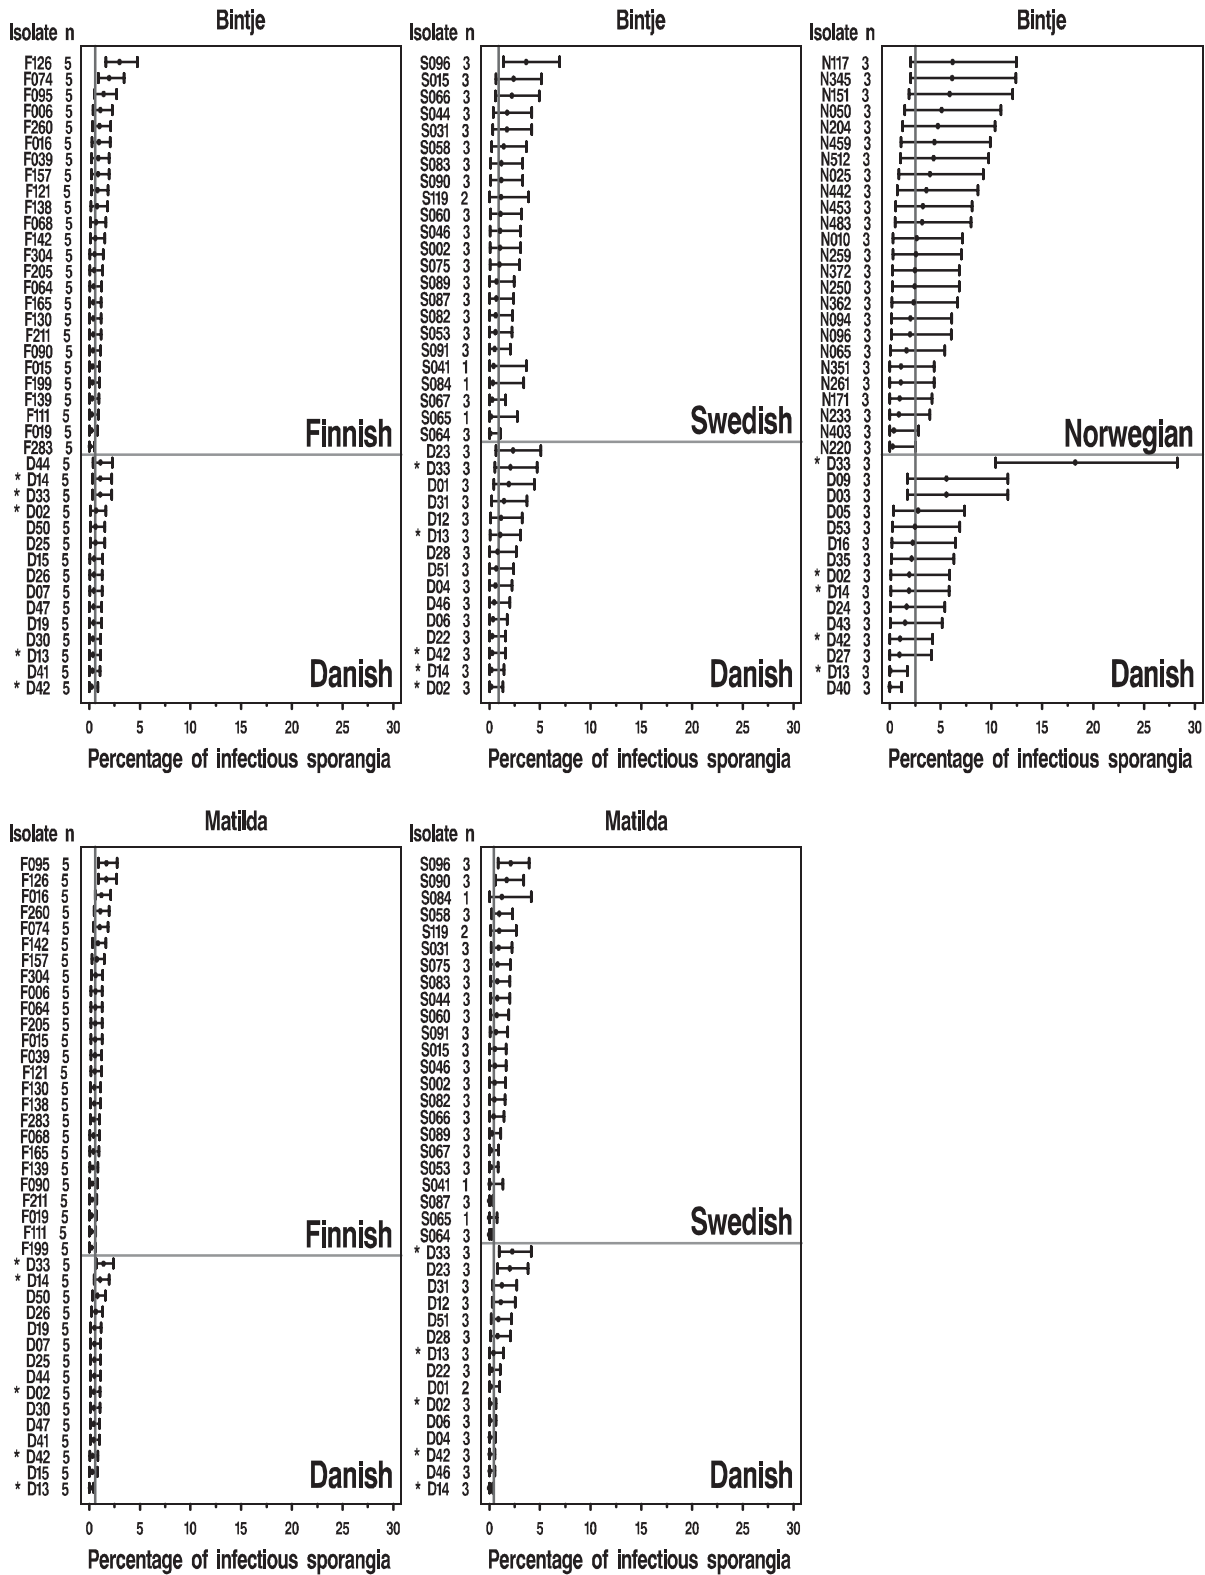 Bintje
Isolate n
F126 5
F074 5
F095 5
F006 5
F260 5
F016 5
F039 5
F157 5
F121 5
F138 5
F068 5
F142 5
F304 5
F205 5
F064 5
F165 5
F130 5
F211 5
F090 5
F015 5
F199 5
F139 5
F111 5
F019 5
F283 5
Finnish
D44 5
* D14 5
* D33 5
* D02 5
D50 5
D25 5
D15 5
D26 5
D07 5
D47 5
D19 5
D30 5
* D13 5
D41 5
* D42 5
Danish
0 5 10 15 20 25 30
Percentage of infectious sporangia
Bintje
Isolate n
S096 3
S015 3
S066 3
S044 3
S031 3
S058 3
S083 3
S090 3
S119 2
S060 3
S046 3
S002 3
S075 3
S089 3
S087 3
S082 3
S053 3
S091 3
S041 1
S084 1
S067 3
S065 1
S064 3
Swedish
D23 3
* D33 3
D01 3
D31 3
D12 3
* D13 3
D28 3
D51 3
D04 3
D46 3
D06 3
D22 3
* D42 3
* D14 3
* D02 3
Danish
0 5 10 15 20 25 30
Percentage of infectious sporangia
Bintje
Isolate n
N117 3
N345 3
N151 3
N050 3
N204 3
N459 3
N512 3
N025 3
N442 3
N453 3
N483 3
N010 3
N259 3
N372 3
N250 3
N362 3
N094 3
N096 3
N065 3
N351 3
N261 3
N171 3
N233 3
N403 3
N220 3
Norwegian
* D33 3
D09 3
D03 3
D05 3
D53 3
D16 3
D35 3
* D02 3
* D14 3
D24 3
D43 3
* D42 3
D27 3
* D13 3
D40 3
Danish
0 5 10 15 20 25 30
Percentage of infectious sporangia
Matilda
Isolate n
F095 5
F126 5
F016 5
F260 5
F074 5
F142 5
F157 5
F304 5
F006 5
F064 5
F205 5
F015 5
F039 5
F121 5
F130 5
F138 5
F283 5
F068 5
F165 5
F139 5
F090 5
F211 5
F019 5
F111 5
F199 5
Finnish
* D33 5
* D14 5
D50 5
D26 5
D19 5
D07 5
D25 5
D44 5
* D02 5
D30 5
D47 5
D41 5
* D42 5
D15 5
* D13 5
Danish
0 5 10 15 20 25 30
Percentage of infectious sporangia
Matilda
Isolate n
S096 3
S090 3
S084 1
S058 3
S119 2
S031 3
S075 3
S083 3
S044 3
S060 3
S091 3
S015 3
S046 3
S002 3
S082 3
S066 3
S089 3
S067 3
S053 3
S041 1
S087 3
S065 1
S064 3
Swedish
* D33 3
D23 3
D31 3
D12 3
D51 3
D28 3
* D13 3
D22 3
D01 2
* D02 3
D06 3
D04 3
* D42 3
D46 3
* D14 3
Danish
0 5 10 15 20 25 30
Percentage of infectious sporangia